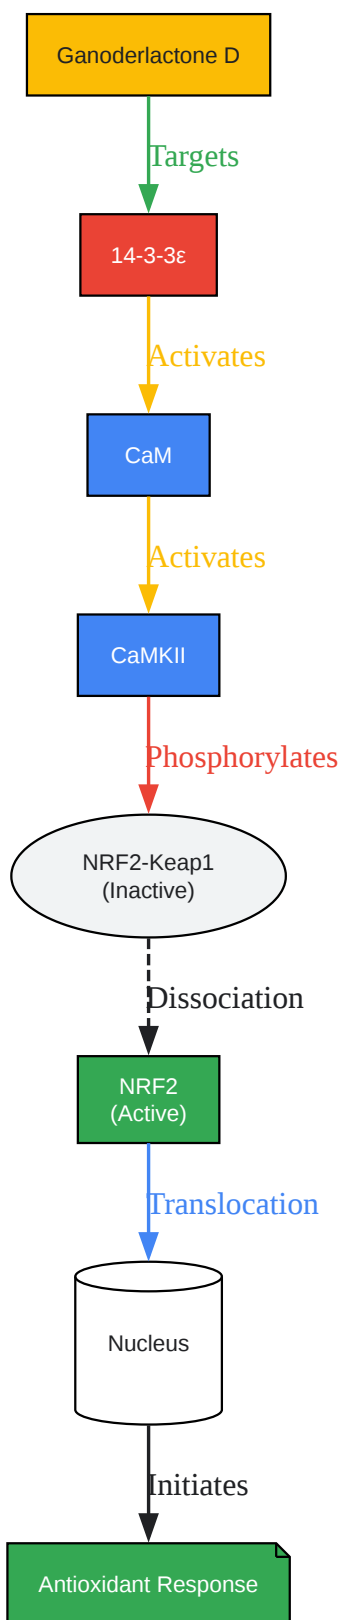 Ganoderlactone D
Targets
14-3-3ε
Activates
CaM
Activates
CaMKII
Phosphorylates
NRF2-Keap1
(Inactive)
Dissociation
NRF2
(Active)
Translocation
Nucleus
Initiates
Antioxidant Response